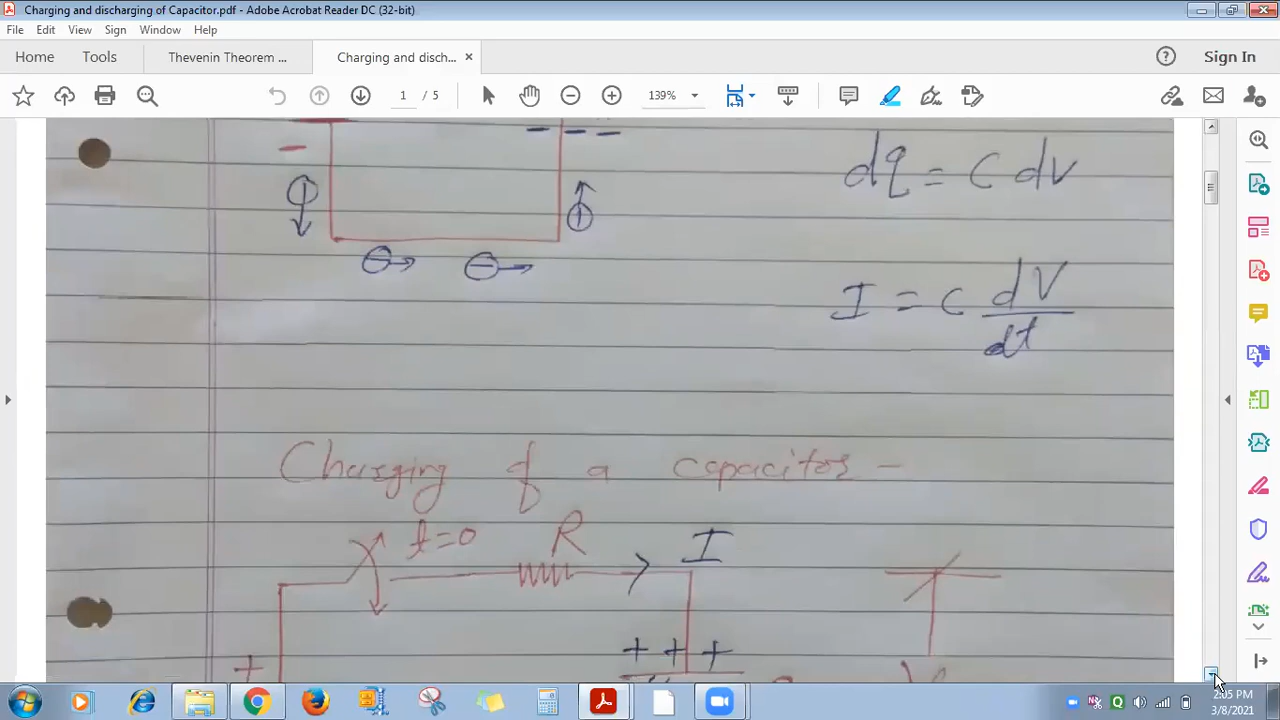 Charging and discharging of Capacitor.pdf - Adobe Acrobat Reader DC (32-bit)
File Edit View Sign Window Help
Home Tools Thevenin Theorem ... Charging and disch... × Sign In
1 / 5 139%
dq = C dV
I = C dV/dt
Charging of a capacitor -
t=0 R I
+ + +
+
2:35 PM
3/8/2021